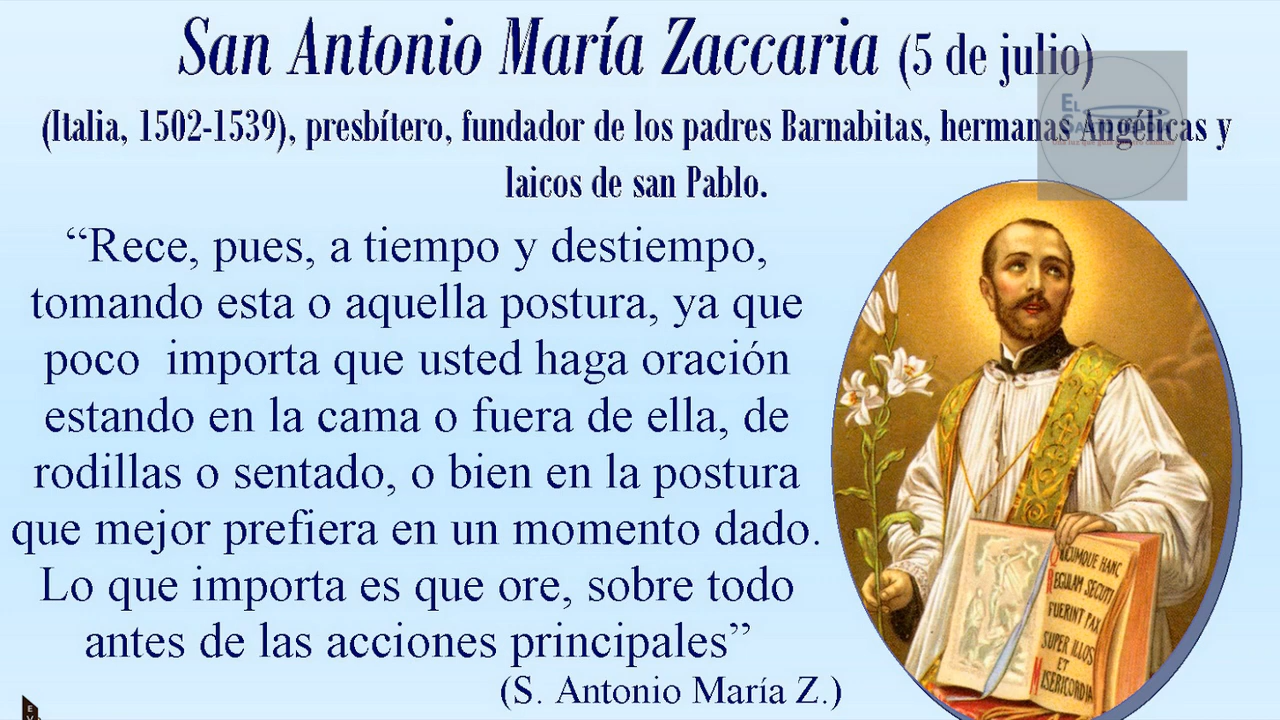 San Antonio María Zaccaria (5 de julio)
(Italia, 1502-1539), presbítero, fundador de los padres Barnabitas, hermanas Angélicas y
laicos de san Pablo.
“Rece, pues, a tiempo y destiempo,
tomando esta o aquella postura, ya que
poco importa que usted haga oración
estando en la cama o fuera de ella, de
rodillas o sentado, o bien en la postura
que mejor prefiera en un momento dado.
Lo que importa es que ore, sobre todo
antes de las acciones principales”
(S. Antonio María Z.)
HANC
REGULAM SECUTI
FUERINT PAX
SUPER ILLOS
ET
MISERICORDIA